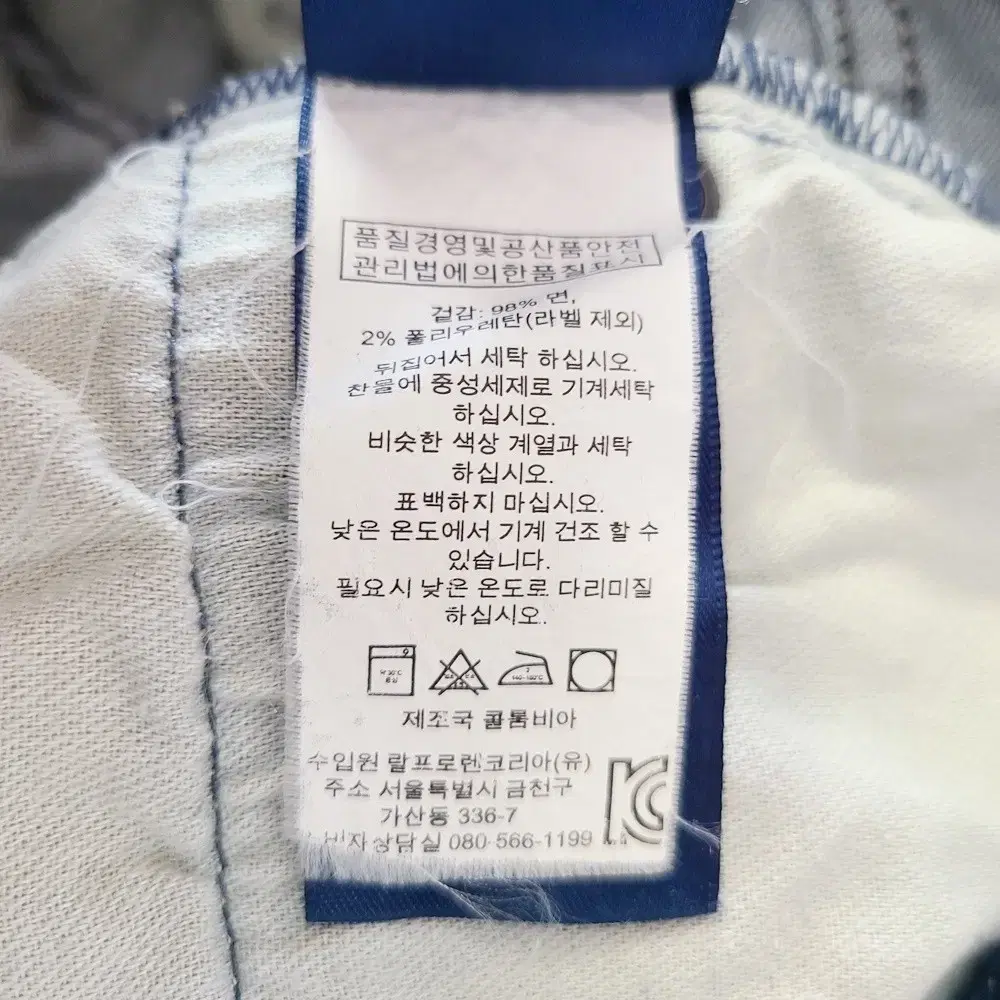 품질경영및공산품안전
관리법에의한품질표시
겉감: 98% 면,
2% 폴리우레탄(라벨 제외)
뒤집어서 세탁 하십시오.
찬물에 중성세제로 기계세탁
하십시오.
비슷한 색상 계열과 세탁
하십시오.
표백하지 마십시오.
낮은 온도에서 기계 건조 할 수
있습니다.
필요시 낮은 온도로 다리미질
하십시오.
제조국 콜롬비아
수입원 랄프로렌코리아(유)
주소 서울특별시 금천구
가산동 336-7
비자상담실 080-566-1199